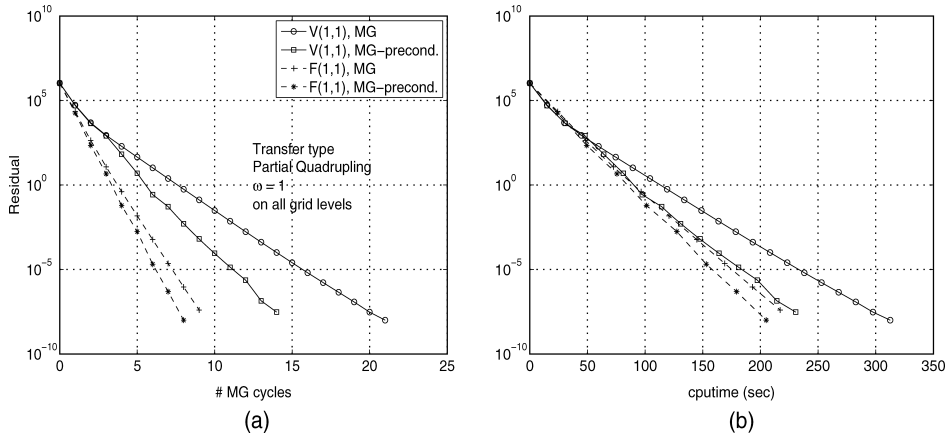 10^10
10^5
10^0
10^−5
10^−10
Residual
0
5
10
15
20
25
# MG cycles
V(1,1), MG
V(1,1), MG−precond.
F(1,1), MG
F(1,1), MG−precond.
Transfer type
Partial Quadrupling
ω = 1
on all grid levels
(a)
10^10
10^5
10^0
10^−5
10^−10
0
50
100
150
200
250
300
350
cputime (sec)
(b)